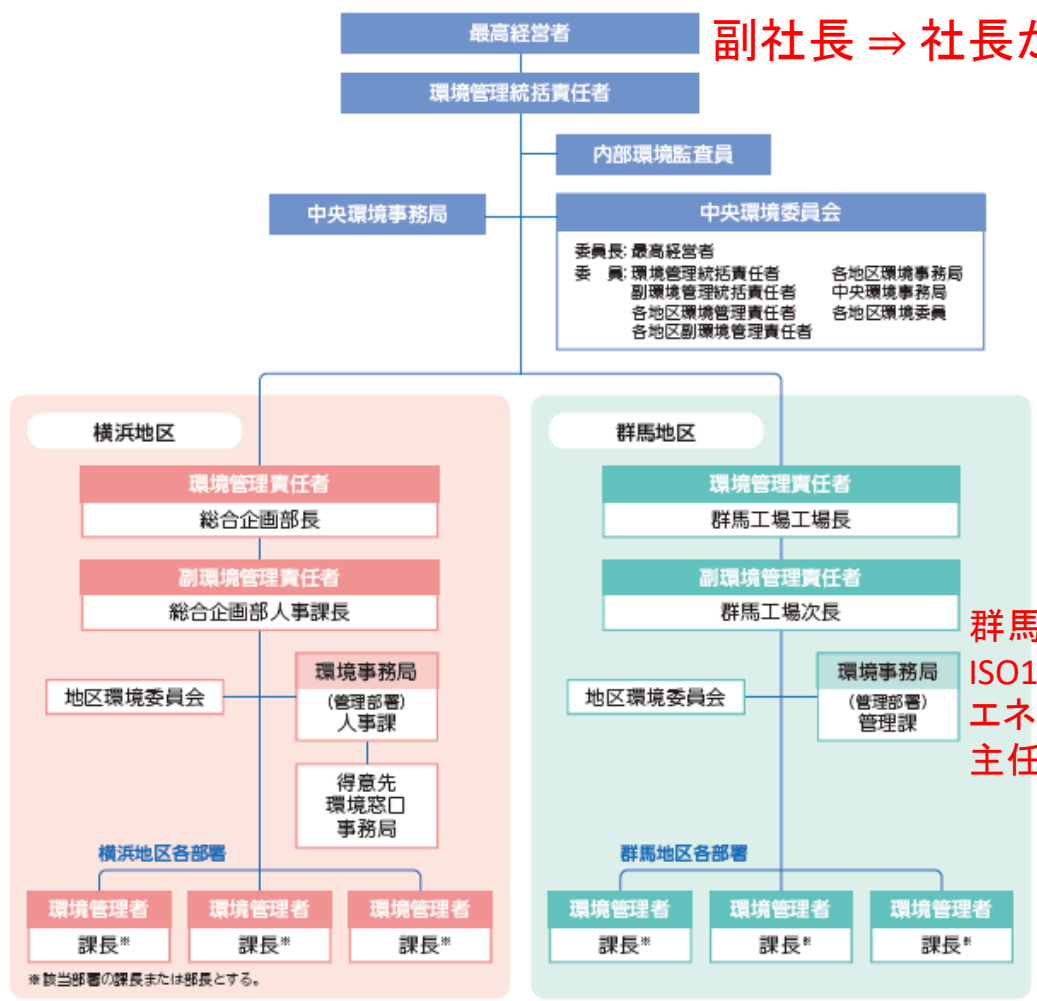 最高経営者
副社長 ⇒ 社長が
環境管理統括責任者
内部環境監査員
中央環境事務局
中央環境委員会
委員長: 最高経営者
委 員: 環境管理統括責任者 各地区環境事務局
副環境管理統括責任者 中央環境事務局
各地区環境管理責任者 各地区環境委員
各地区副環境管理責任者
横浜地区
環境管理責任者
総合企画部長
副環境管理責任者
総合企画部人事課長
地区環境委員会
環境事務局
(管理部署)
人事課
得意先
環境窓口
事務局
横浜地区各部署
環境管理者 環境管理者 環境管理者
課長※ 課長※ 課長※
※該当部署の課長または部長とする。
群馬地区
環境管理責任者
群馬工場工場長
副環境管理責任者
群馬工場次長
地区環境委員会
環境事務局
(管理部署)
管理課
群馬
ISO1
エネ
主任
群馬地区各部署
環境管理者 環境管理者 環境管理者
課長※ 課長※ 課長※